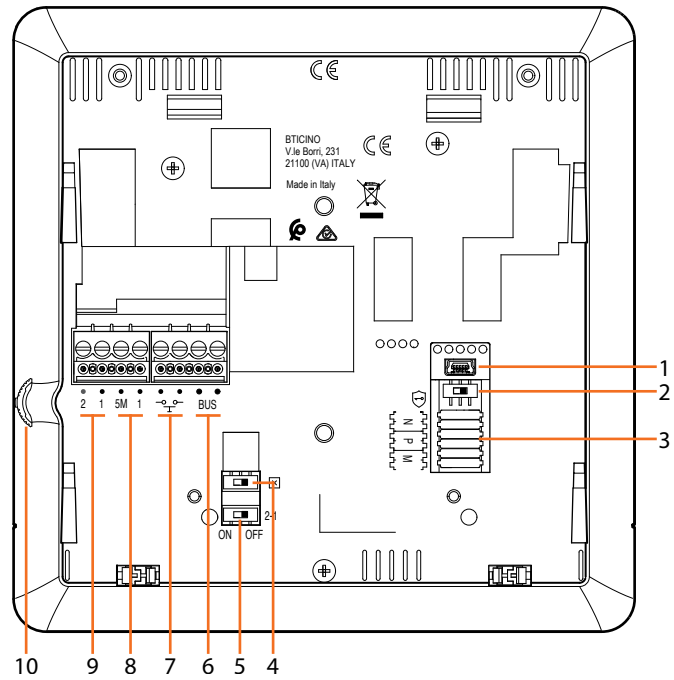 CE
BTICINO
V.le Borri, 231
21100 (VA) ITALY
CE
Made in Italy
1
2
3
2 1 5M 1 BUS
1
N
P
M
2-1
ON OFF
10 9 8 7 6 5 4